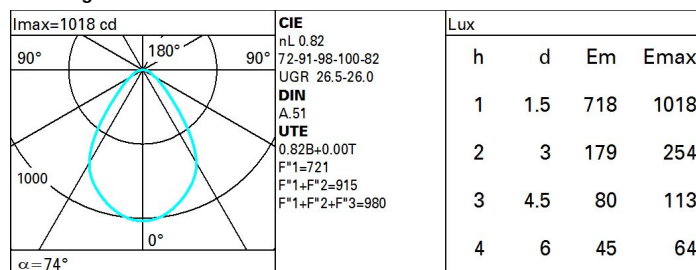 Imax=1018 cd
90° 180° 90°
1000
0°
α=74°
CIE
nL 0.82
72-91-98-100-82
UGR 26.5-26.0
DIN
A.51
UTE
0.82B+0.00T
F"1=721
F"1+F"2=915
F"1+F"2+F"3=980
Lux
h d Em Emax
1 1.5 718 1018
2 3 179 254
3 4.5 80 113
4 6 45 64